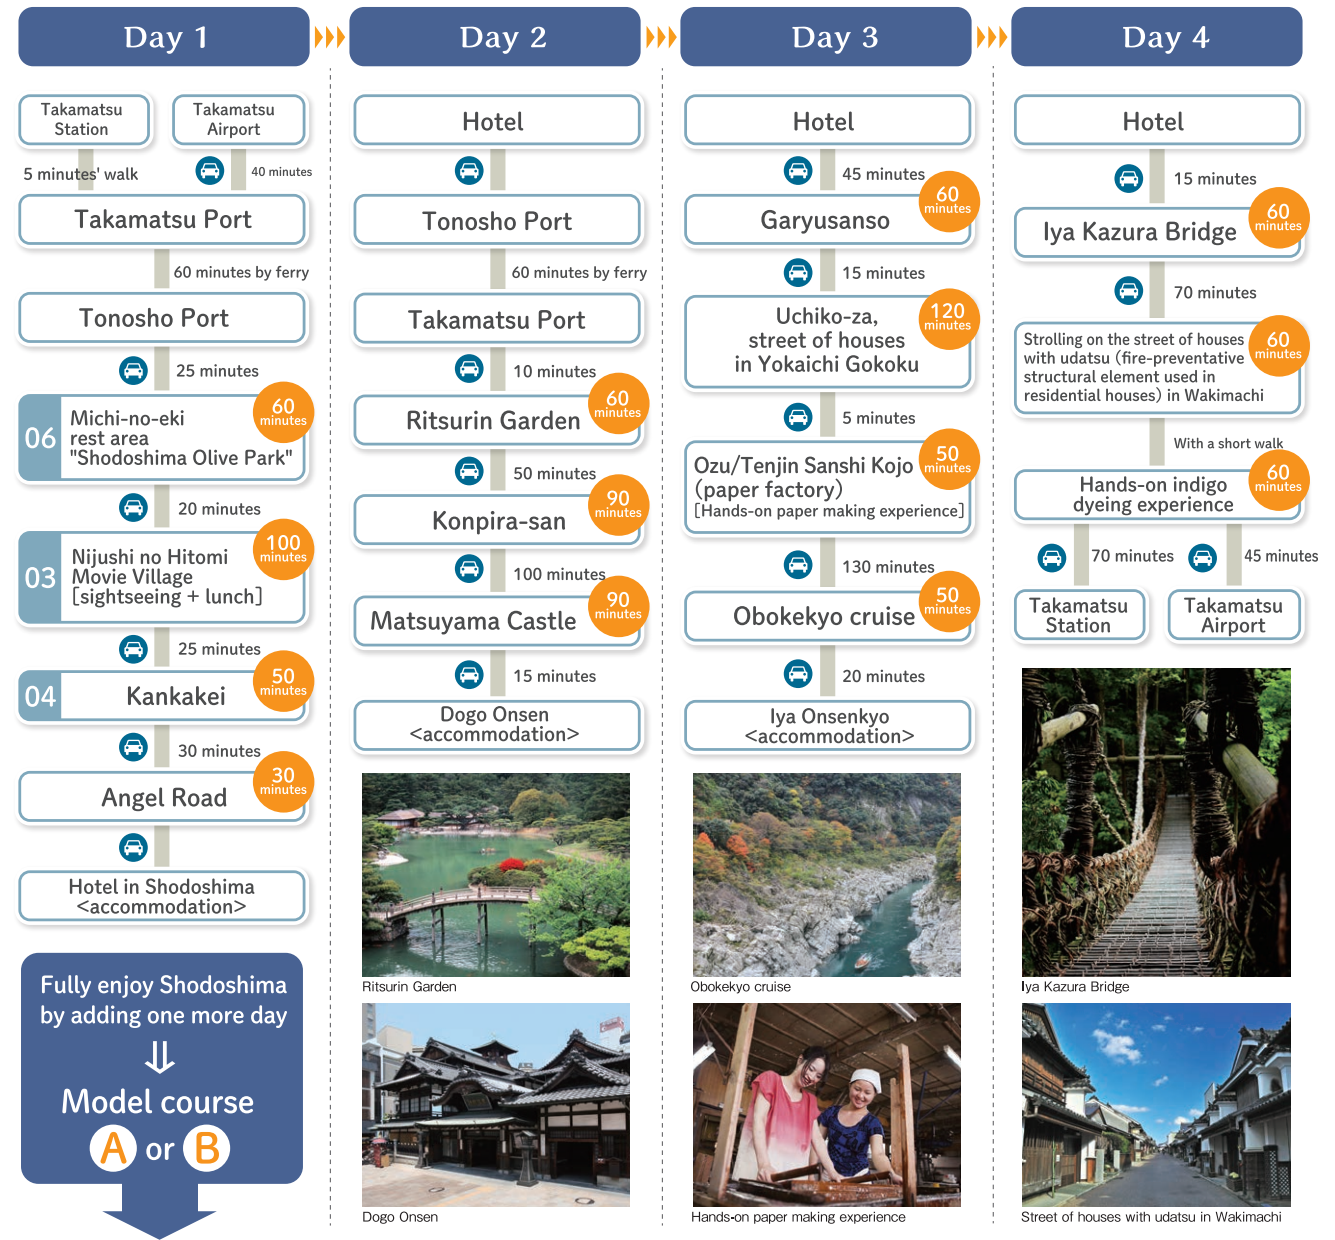 Day 1
Takamatsu
Station
Takamatsu
Airport
5 minutes' walk
40 minutes
Takamatsu Port
60 minutes by ferry
Tonosho Port
25 minutes
06
Michi-no-eki
rest area
"Shodoshima Olive Park"
60
minutes
20 minutes
03
Nijushi no Hitomi
Movie Village
[sightseeing + lunch]
100
minutes
25 minutes
04
Kankakei
50
minutes
30 minutes
Angel Road
30
minutes
Hotel in Shodoshima
<accommodation>
Fully enjoy Shodoshima
by adding one more day
⇓
Model course
A or B
Day 2
Hotel
Tonosho Port
60 minutes by ferry
Takamatsu Port
10 minutes
Ritsurin Garden
60
minutes
50 minutes
Konpira-san
90
minutes
100 minutes
Matsuyama Castle
90
minutes
15 minutes
Dogo Onsen
<accommodation>
Ritsurin Garden
Dogo Onsen
Day 3
Hotel
45 minutes
Garyusanso
60
minutes
15 minutes
Uchiko-za,
street of houses
in Yokaichi Gokoku
120
minutes
5 minutes
Ozu/Tenjin Sanshi Kojo
(paper factory)
[Hands-on paper making experience]
50
minutes
130 minutes
Obokekyo cruise
50
minutes
20 minutes
Iya Onsenkyo
<accommodation>
Obokekyo cruise
Hands-on paper making experience
Day 4
Hotel
15 minutes
Iya Kazura Bridge
60
minutes
70 minutes
Strolling on the street of houses
with udatsu (fire-preventative
structural element used in
residential houses) in Wakimachi
60
minutes
With a short walk
Hands-on indigo
dyeing experience
60
minutes
70 minutes
45 minutes
Takamatsu
Station
Takamatsu
Airport
Iya Kazura Bridge
Street of houses with udatsu in Wakimachi